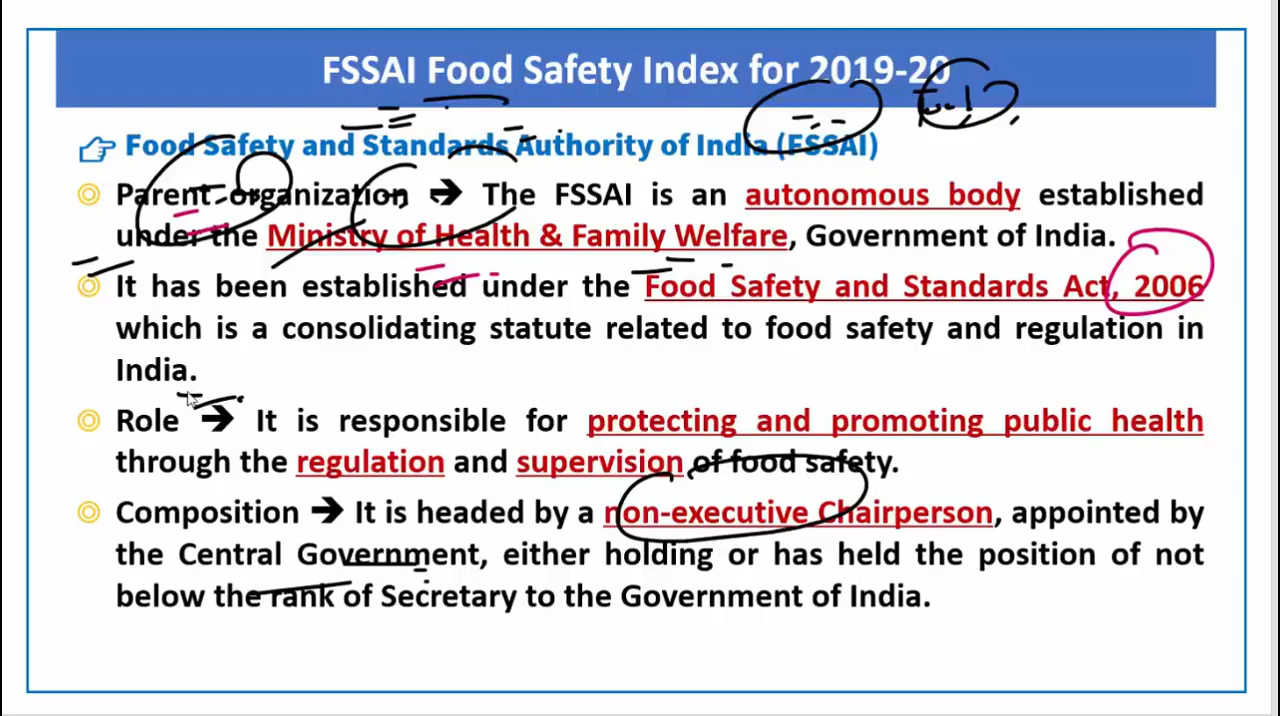 FSSAI Food Safety Index for 2019-20
Food Safety and Standards Authority of India (FSSAI)
Parent organization ➔ The FSSAI is an autonomous body established
under the Ministry of Health & Family Welfare, Government of India.
It has been established under the Food Safety and Standards Act, 2006
which is a consolidating statute related to food safety and regulation in
India.
Role ➔ It is responsible for protecting and promoting public health
through the regulation and supervision of food safety.
Composition ➔ It is headed by a non-executive Chairperson, appointed by
the Central Government, either holding or has held the position of not
below the rank of Secretary to the Government of India.